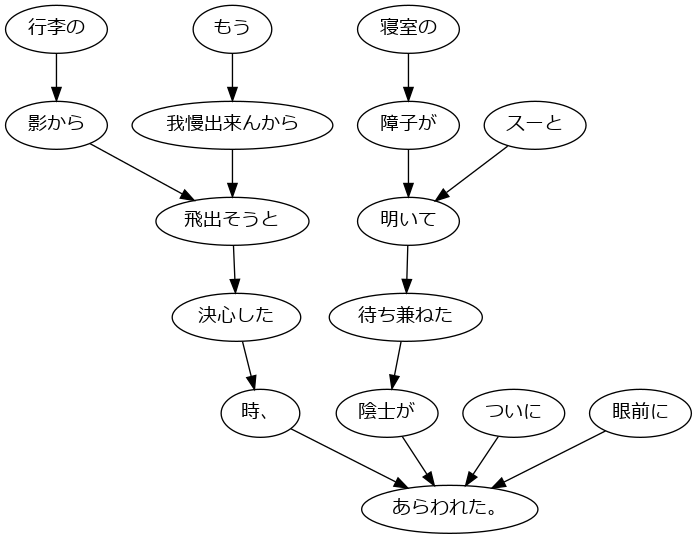 行李の もう 寝室の
影から 我慢出来んから 障子が スーと
飛出そうと 明いて
決心した 待ち兼ねた
時、 陰士が ついに 眼前に
あらわれた。